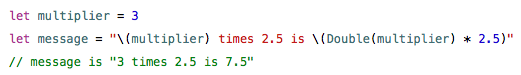 let multiplier = 3
let message = "\(multiplier) times 2.5 is \(Double(multiplier) * 2.5)"
// message is "3 times 2.5 is 7.5"